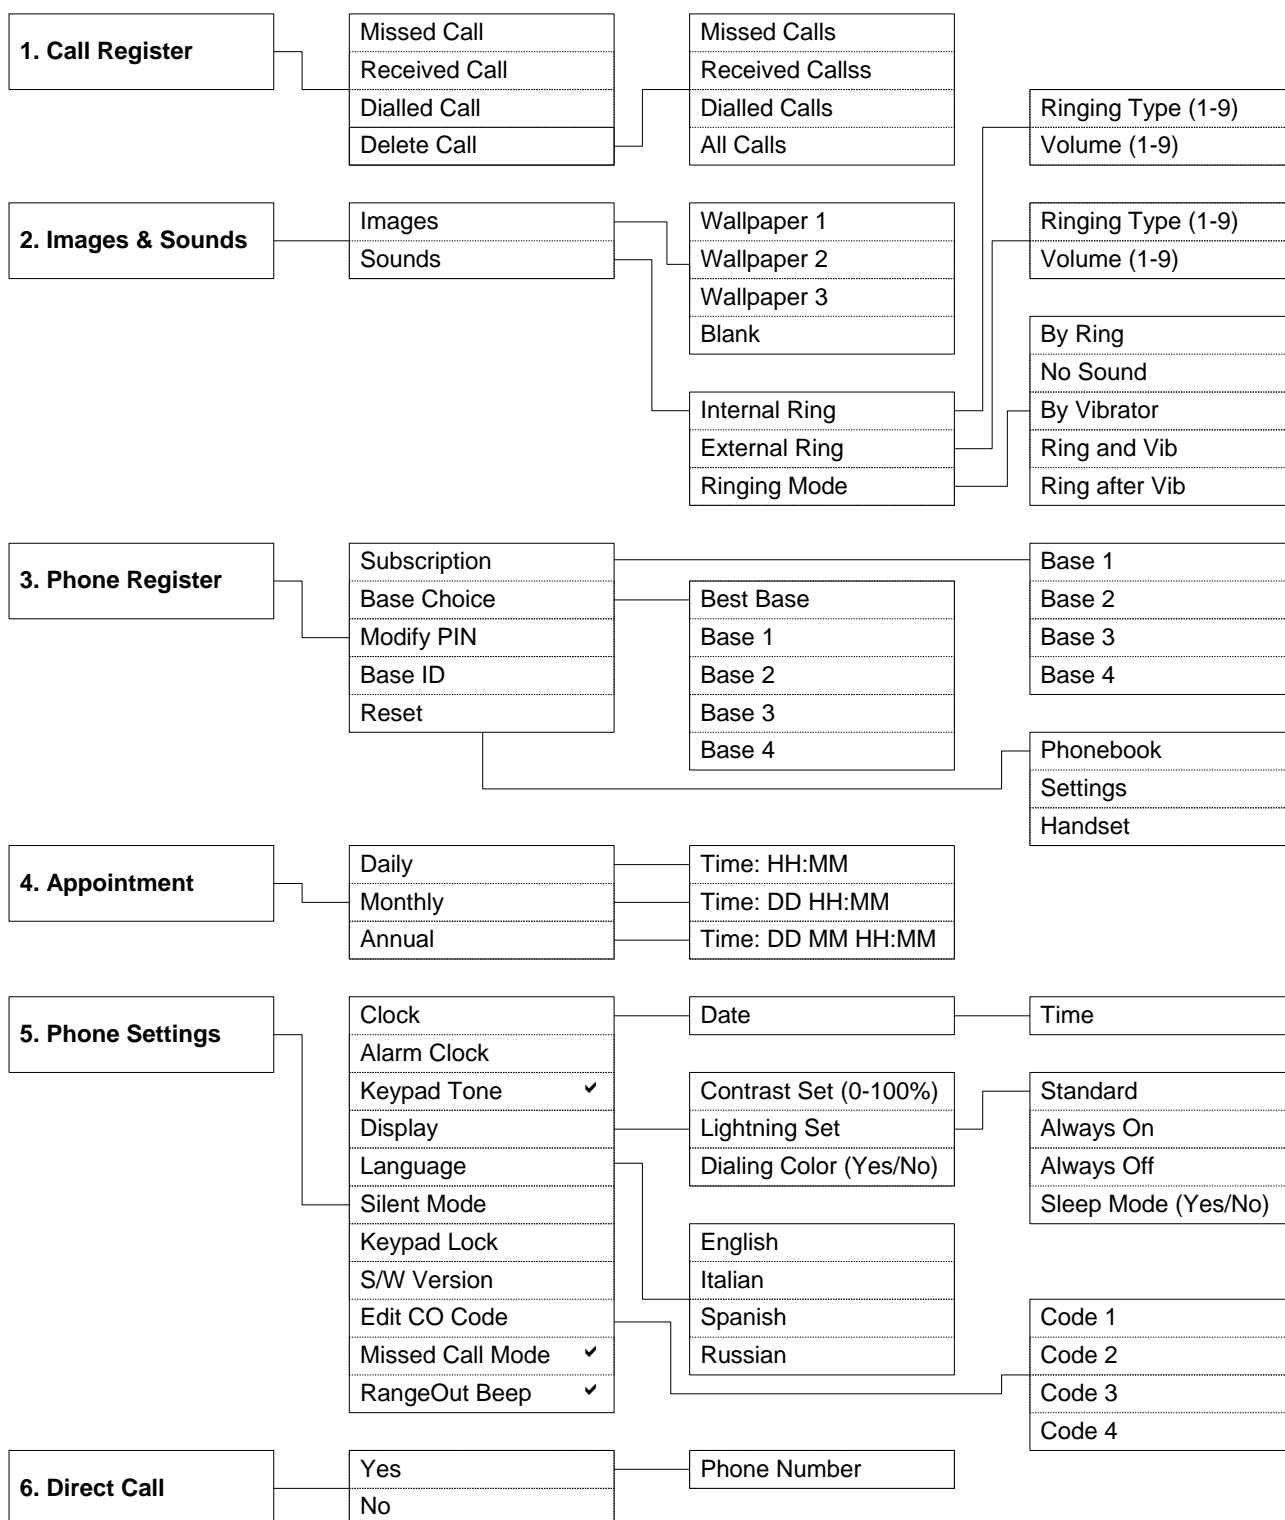 1. Call Register
Missed Call
Received Call
Dialled Call
Delete Call
Missed Calls
Received Callss
Dialled Calls
All Calls
Ringing Type (1-9)
Volume (1-9)
2. Images & Sounds
Images
Sounds
Wallpaper 1
Wallpaper 2
Wallpaper 3
Blank
Ringing Type (1-9)
Volume (1-9)
Internal Ring
External Ring
Ringing Mode
By Ring
No Sound
By Vibrator
Ring and Vib
Ring after Vib
3. Phone Register
Subscription
Base Choice
Modify PIN
Base ID
Reset
Best Base
Base 1
Base 2
Base 3
Base 4
Base 1
Base 2
Base 3
Base 4
Phonebook
Settings
Handset
4. Appointment
Daily
Monthly
Annual
Time: HH:MM
Time: DD HH:MM
Time: DD MM HH:MM
5. Phone Settings
Clock
Alarm Clock
Keypad Tone ✔
Display
Language
Silent Mode
Keypad Lock
S/W Version
Edit CO Code
Missed Call Mode ✔
RangeOut Beep ✔
Date
Time
Contrast Set (0-100%)
Lightning Set
Dialing Color (Yes/No)
Standard
Always On
Always Off
Sleep Mode (Yes/No)
English
Italian
Spanish
Russian
Code 1
Code 2
Code 3
Code 4
6. Direct Call
Yes
No
Phone Number